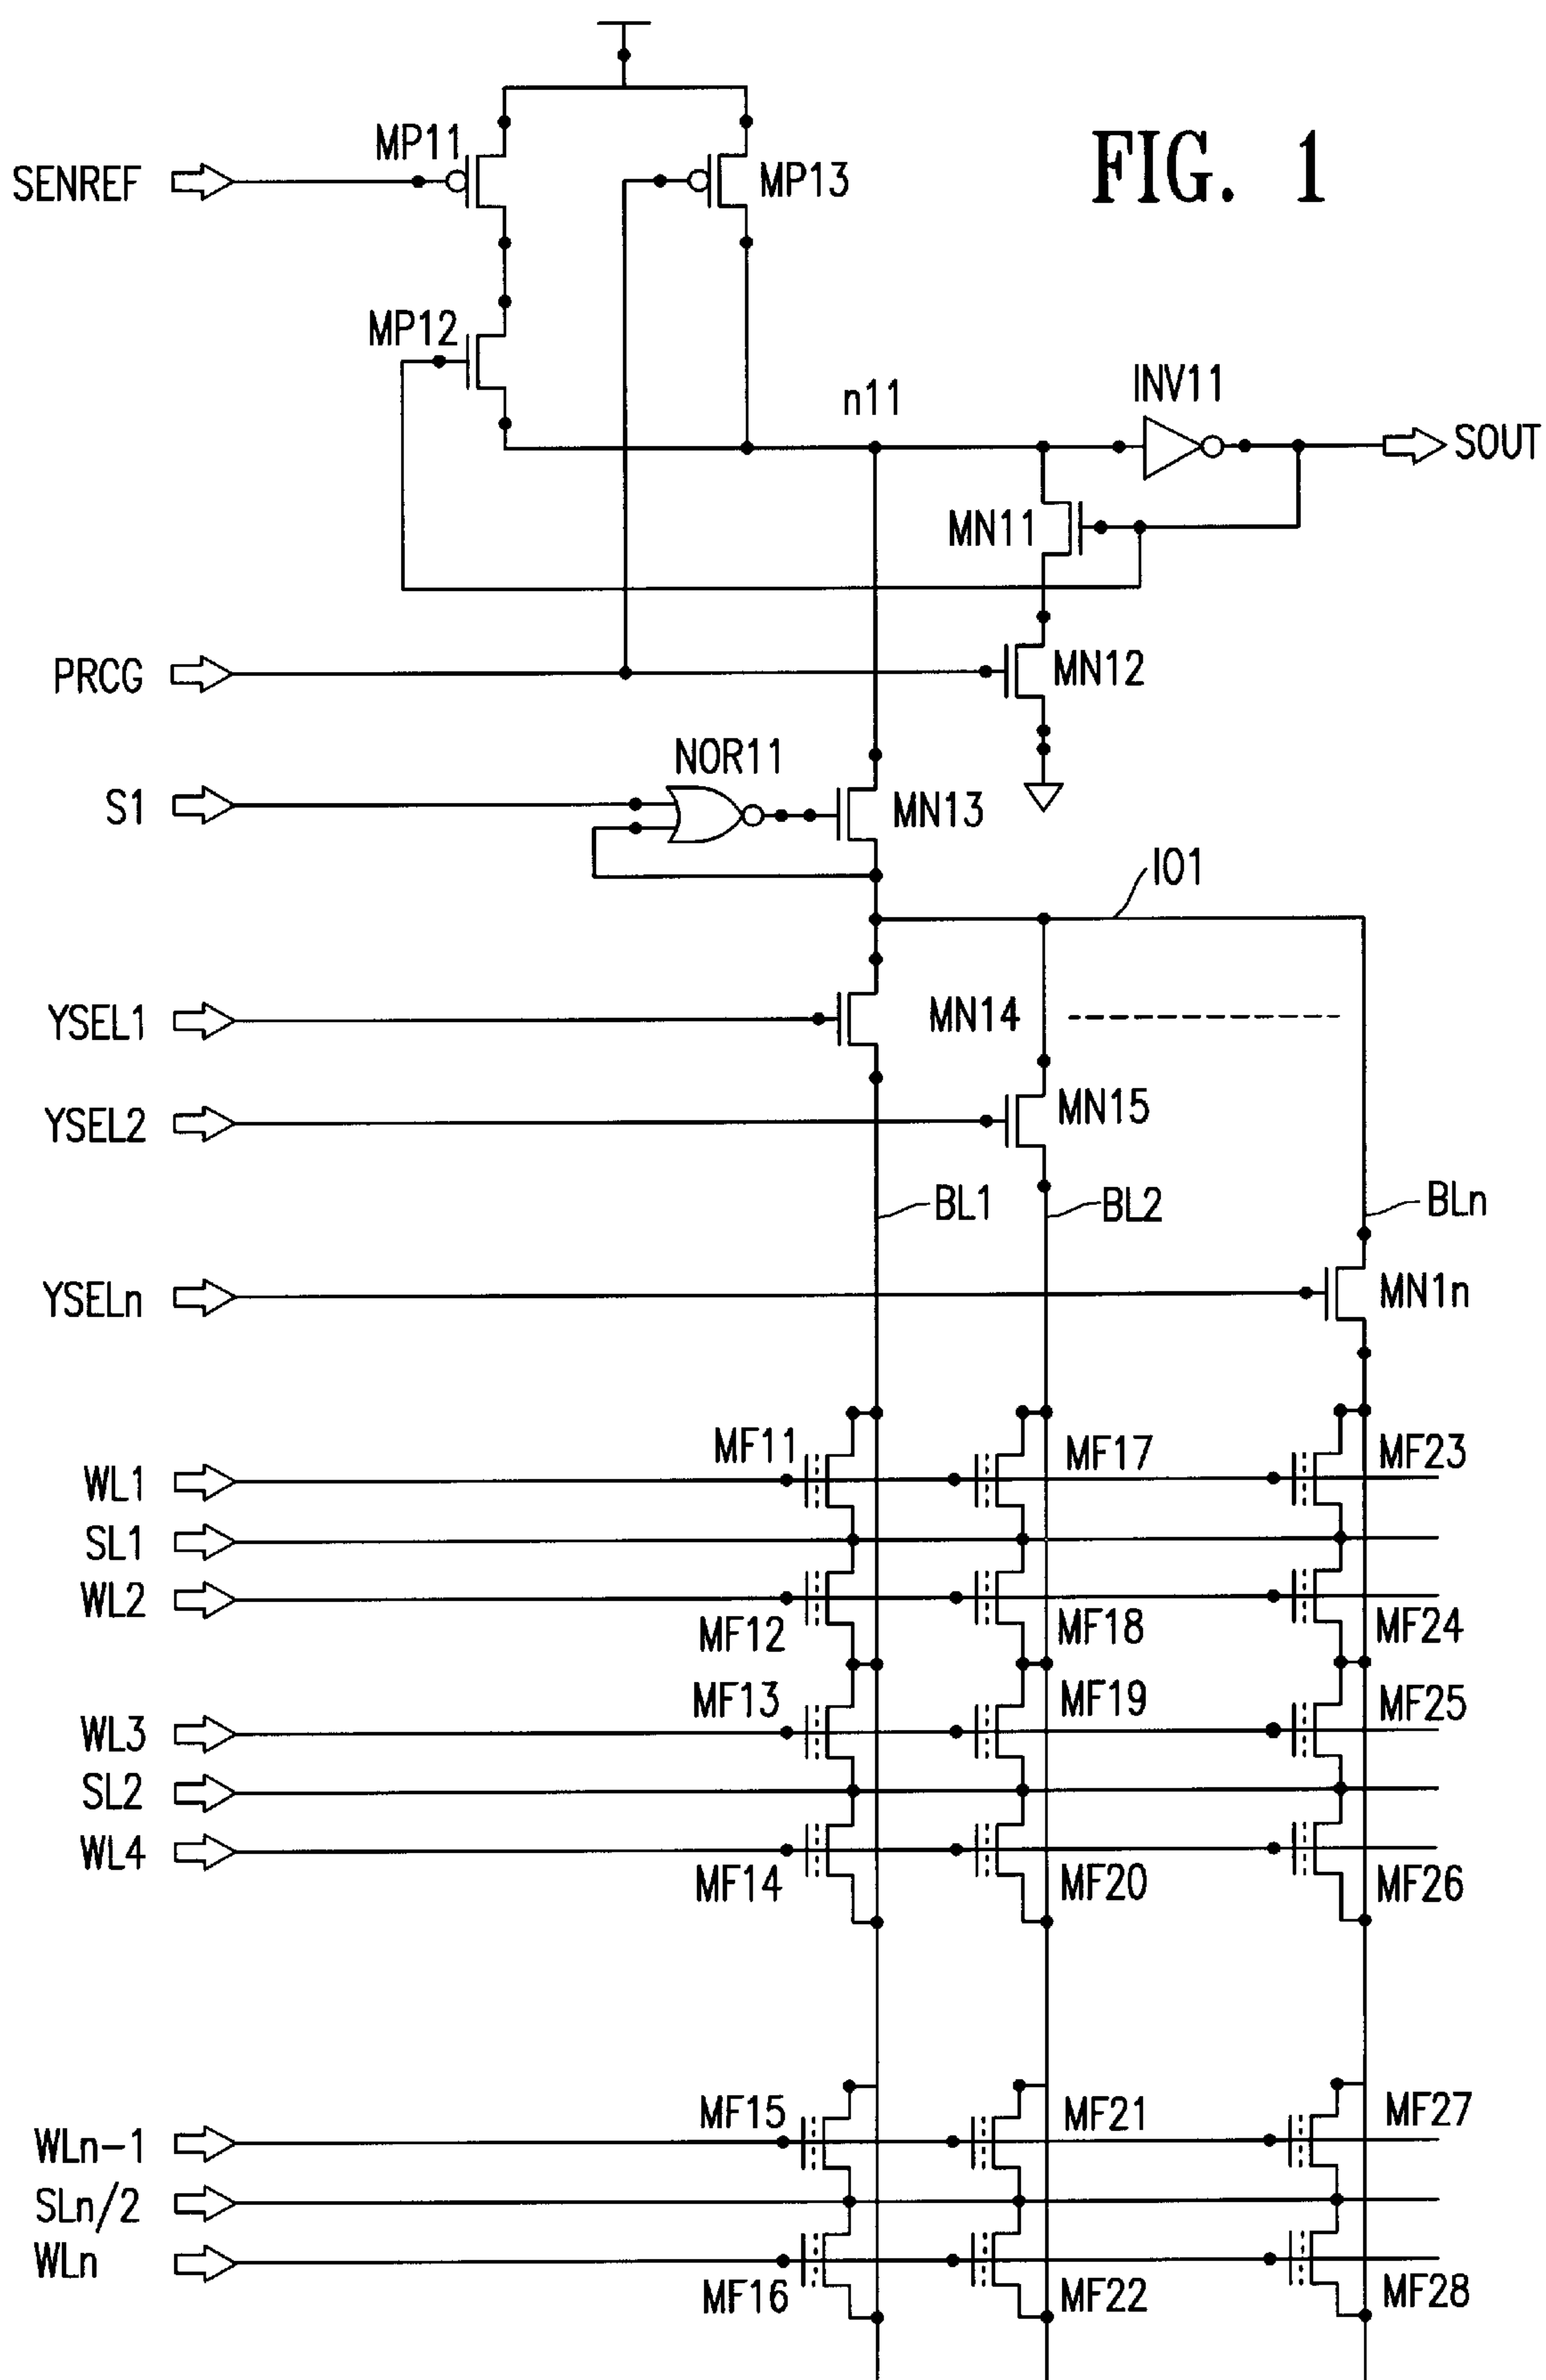 FIG. 1
MP11
SENREF
MP13
MP12
n11
INV11
SOUT
MN11
PRCG
MN12
NOR11
S1
MN13
IO1
YSEL1
MN14
YSEL2
MN15
BL1
BL2
BLn
YSELn
MN1n
MF11
MF17
MF23
WL1
SL1
WL2
MF12
MF18
MF24
MF13
MF19
MF25
WL3
SL2
WL4
MF14
MF20
MF26
MF15
MF21
MF27
WLn-1
SLn/2
WLn
MF16
MF22
MF28